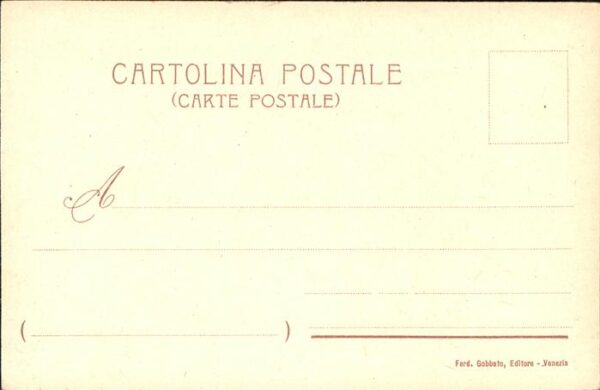 CARTOLINA POSTALE
(CARTE POSTALE)
A
( )
Ferd. Gobbato, Editore - Venezia